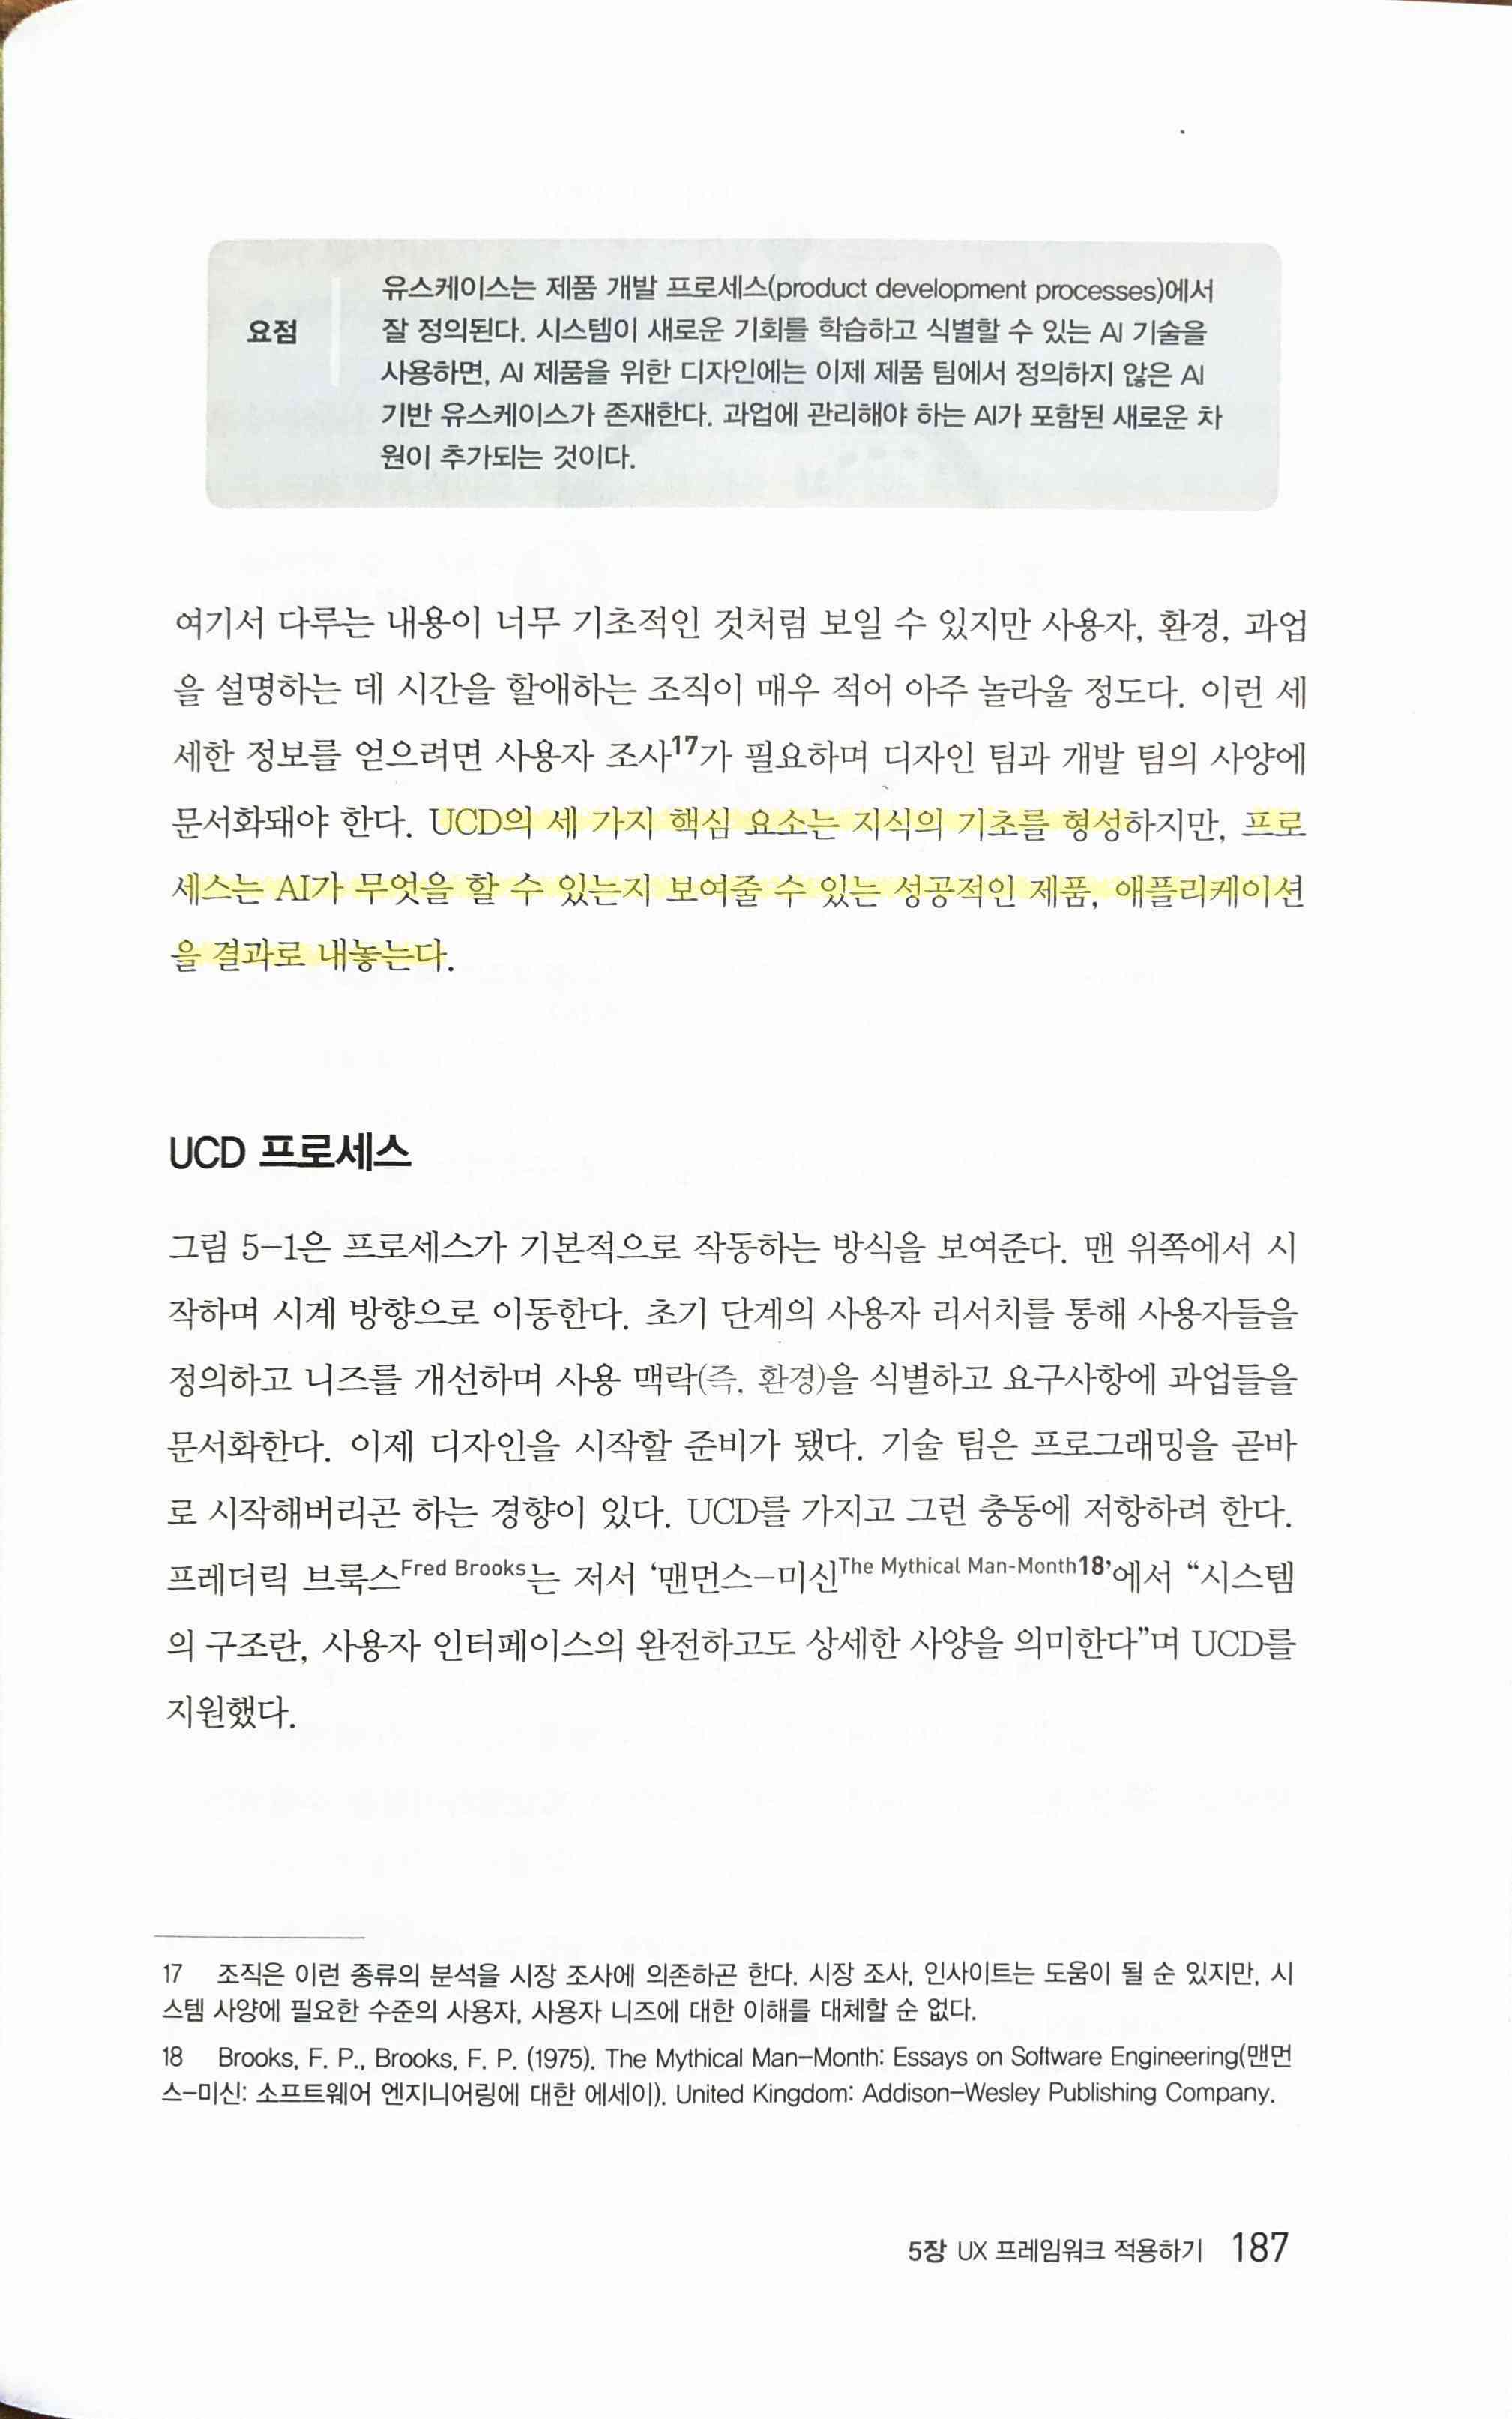 요점
유스케이스는 제품 개발 프로세스(product development processes)에서
잘 정의된다. 시스템이 새로운 기회를 학습하고 식별할 수 있는 AI 기술을
사용하면, AI 제품을 위한 디자인에는 이제 제품 팀에서 정의하지 않은 AI
기반 유스케이스가 존재한다. 과업에 관리해야 하는 AI가 포함된 새로운 차
원이 추가되는 것이다.
여기서 다루는 내용이 너무 기초적인 것처럼 보일 수 있지만 사용자, 환경, 과업
을 설명하는 데 시간을 할애하는 조직이 매우 적어 아주 놀라울 정도다. 이런 세
세한 정보를 얻으려면 사용자 조사17가 필요하며 디자인 팀과 개발 팀의 사양에
문서화돼야 한다. UCD의 세 가지 핵심 요소는 지식의 기초를 형성하지만, 프로
세스는 AI가 무엇을 할 수 있는지 보여줄 수 있는 성공적인 제품, 애플리케이션
을 결과로 내놓는다.
UCD 프로세스
그림 5-1은 프로세스가 기본적으로 작동하는 방식을 보여준다. 맨 위쪽에서 시
작하며 시계 방향으로 이동한다. 초기 단계의 사용자 리서치를 통해 사용자들을
정의하고 니즈를 개선하며 사용 맥락(즉, 환경)을 식별하고 요구사항에 과업들을
문서화한다. 이제 디자인을 시작할 준비가 됐다. 기술 팀은 프로그래밍을 곧바
로 시작해버리곤 하는 경향이 있다. UCD를 가지고 그런 충동에 저항하려 한다.
프레더릭 브룩스Fred Brooks는 저서 ‘맨먼스-미신The Mythical Man-Month18’에서 “시스템
의 구조란, 사용자 인터페이스의 완전하고도 상세한 사양을 의미한다”며 UCD를
지원했다.
17 조직은 이런 종류의 분석을 시장 조사에 의존하곤 한다. 시장 조사, 인사이트는 도움이 될 순 있지만, 시
스템 사양에 필요한 수준의 사용자, 사용자 니즈에 대한 이해를 대체할 순 없다.
18 Brooks, F. P., Brooks, F. P. (1975). The Mythical Man-Month: Essays on Software Engineering(맨먼
스-미신: 소프트웨어 엔지니어링에 대한 에세이). United Kingdom: Addison-Wesley Publishing Company.
5장 UX 프레임워크 적용하기 187